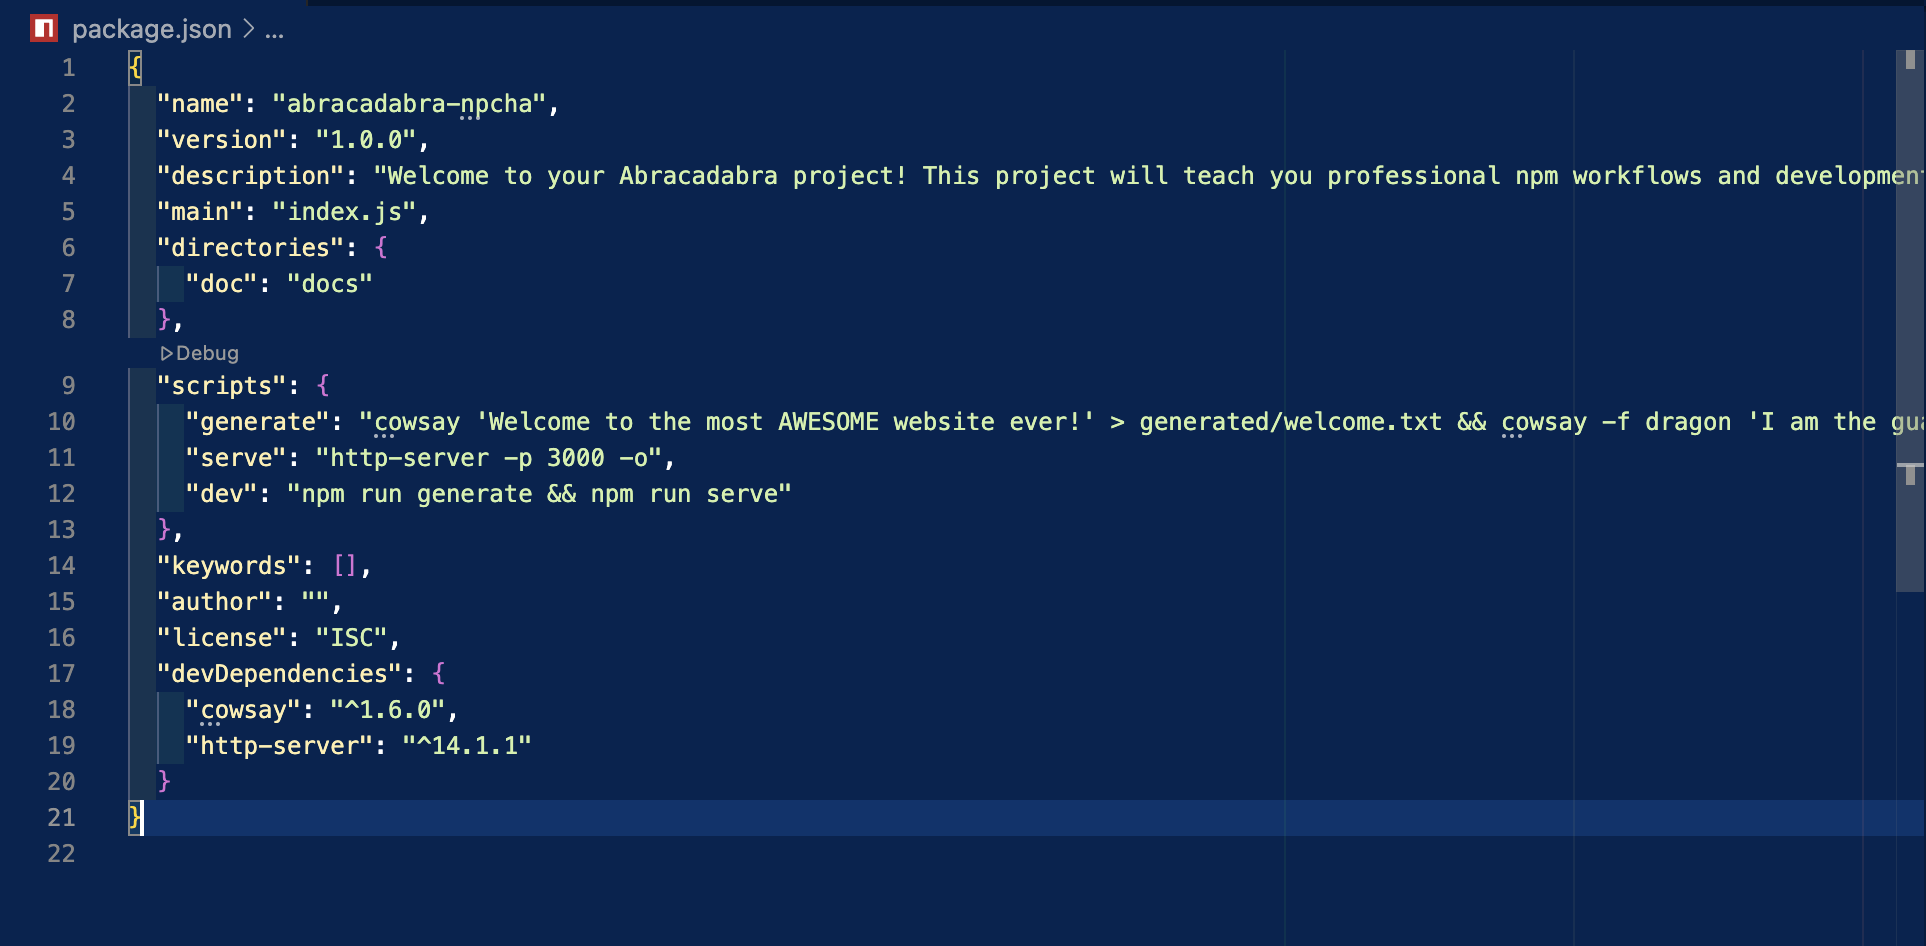 package.json > ...
1 {
2 "name": "abracadabra-npcha",
3 "version": "1.0.0",
4 "description": "Welcome to your Abracadabra project! This project will teach you professional npm workflows and developmen
5 "main": "index.js",
6 "directories": {
7 "doc": "docs"
8 },
Debug
9 "scripts": {
10 "generate": "cowsay 'Welcome to the most AWESOME website ever!' > generated/welcome.txt && cowsay -f dragon 'I am the gua
11 "serve": "http-server -p 3000 -o",
12 "dev": "npm run generate && npm run serve"
13 },
14 "keywords": [],
15 "author": "",
16 "license": "ISC",
17 "devDependencies": {
18 "cowsay": "^1.6.0",
19 "http-server": "^14.1.1"
20 }
21 }
22